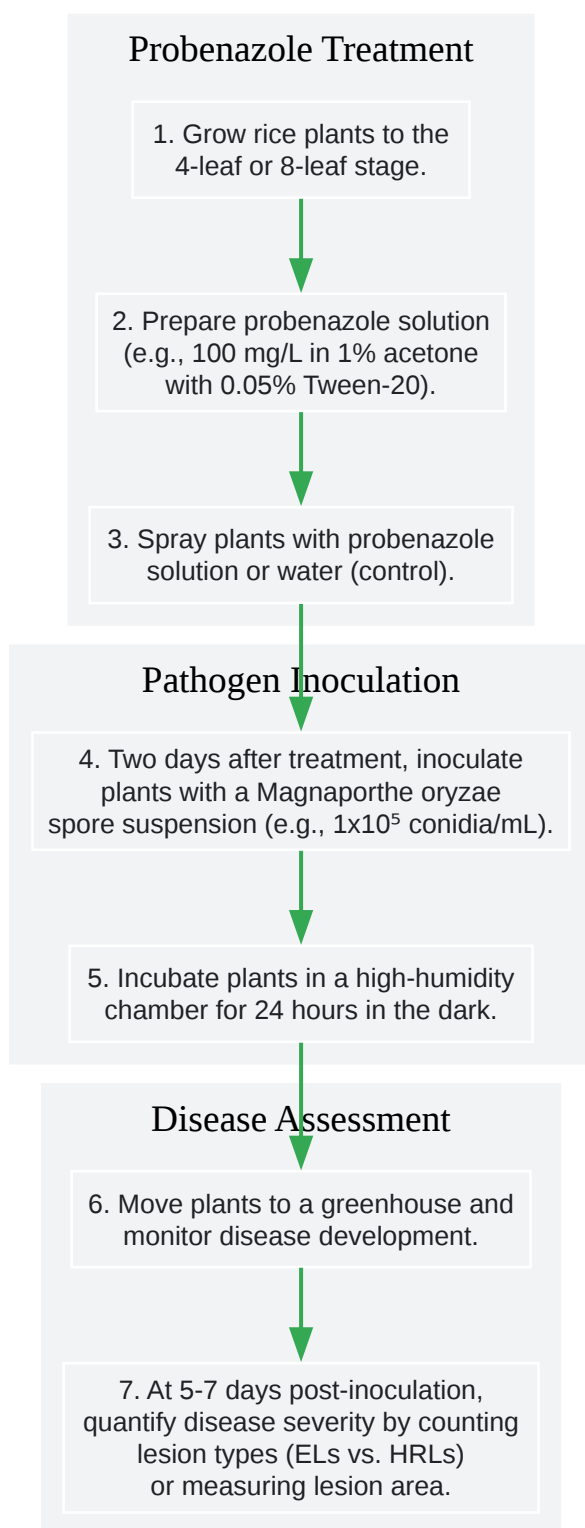 Probenazole Treatment
1. Grow rice plants to the
4-leaf or 8-leaf stage.
2. Prepare probenazole solution
(e.g., 100 mg/L in 1% acetone
with 0.05% Tween-20).
3. Spray plants with probenazole
solution or water (control).
Pathogen Inoculation
4. Two days after treatment, inoculate
plants with a Magnaporthe oryzae
spore suspension (e.g., 1x10⁵ conidia/mL).
5. Incubate plants in a high-humidity
chamber for 24 hours in the dark.
Disease Assessment
6. Move plants to a greenhouse and
monitor disease development.
7. At 5-7 days post-inoculation,
quantify disease severity by counting
lesion types (ELs vs. HRLs)
or measuring lesion area.